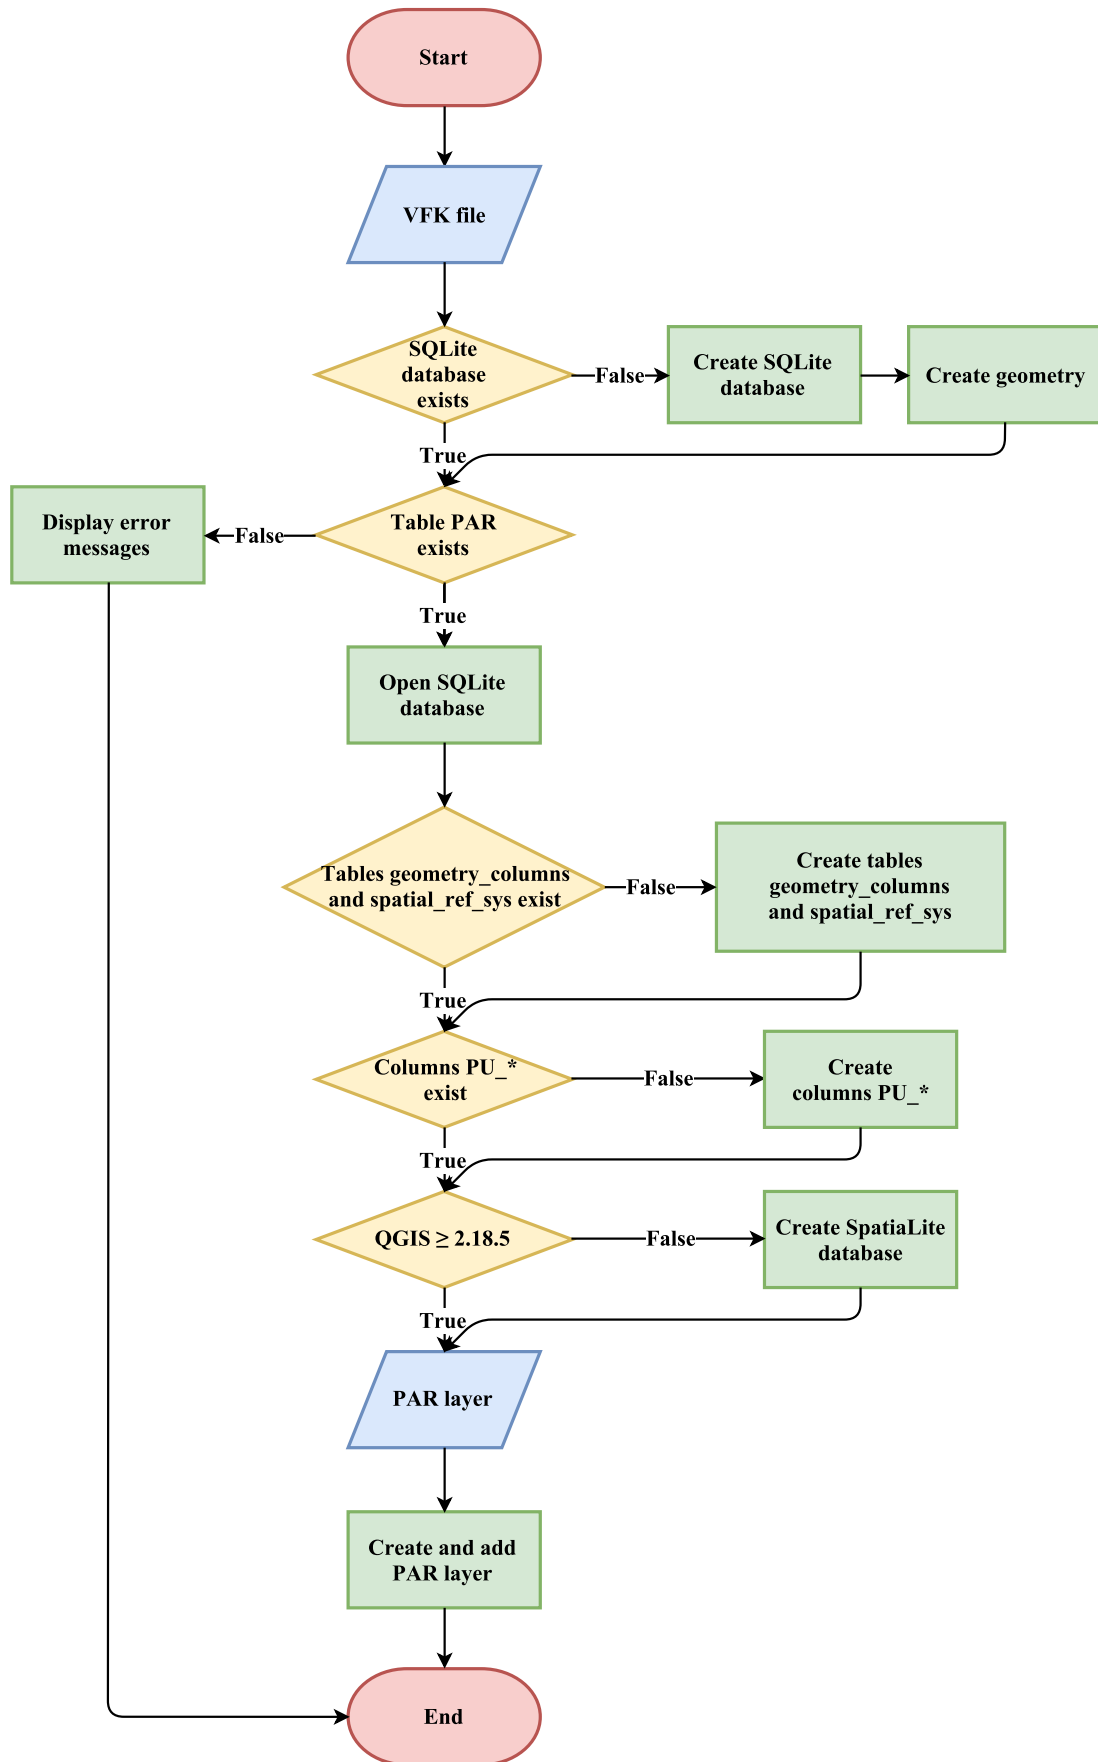 Start
VFK file
SQLite
database
exists
False
Create SQLite
database
Create geometry
True
Table PAR
exists
False
Display error
messages
True
Open SQLite
database
Tables geometry_columns
and spatial_ref_sys exist
False
Create tables
geometry_columns
and spatial_ref_sys
True
Columns PU_*
exist
False
Create
columns PU_*
True
QGIS ≥ 2.18.5
False
Create SpatiaLite
database
True
PAR layer
Create and add
PAR layer
End